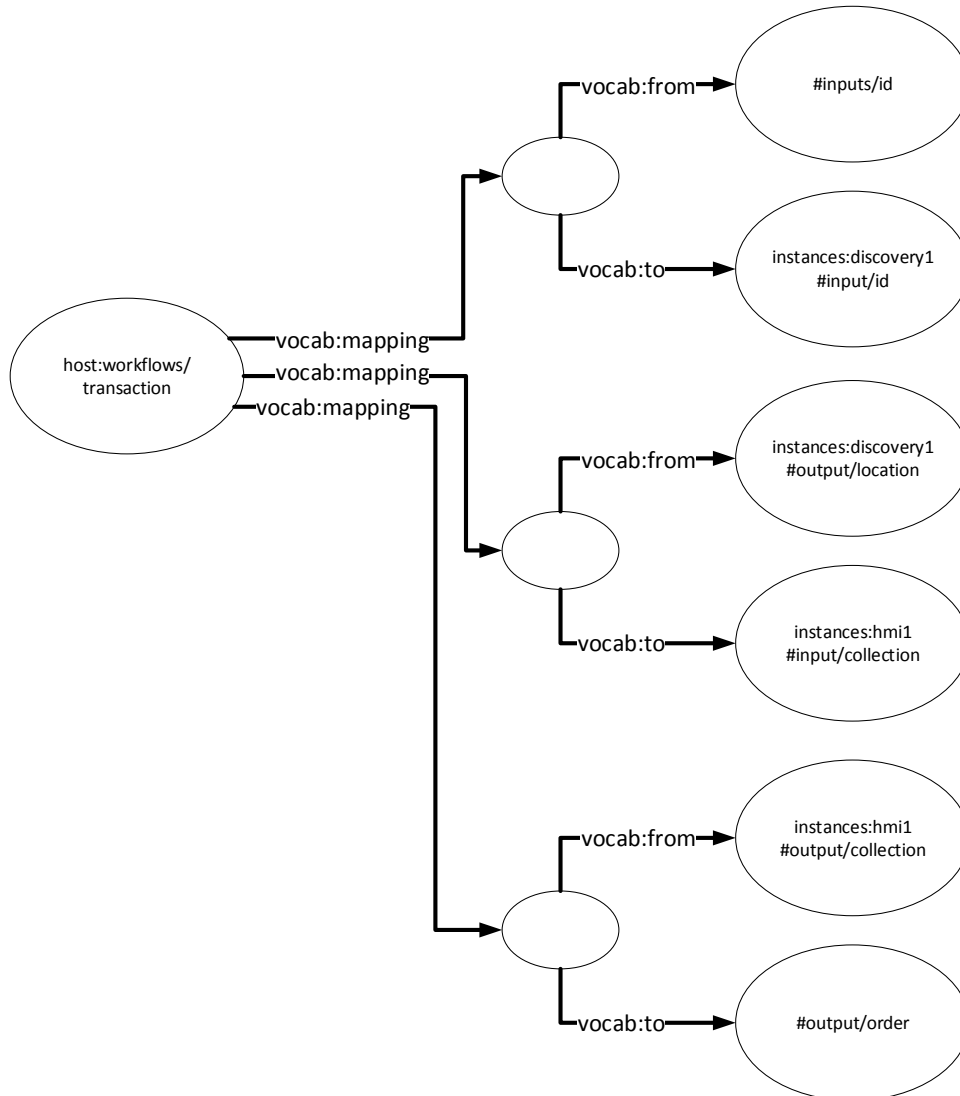 vocab:from
#inputs/id
vocab:to
instances:discovery1
#input/id
host:workflows/
transaction
vocab:mapping
vocab:mapping
vocab:mapping
vocab:from
instances:discovery1
#output/location
vocab:to
instances:hmi1
#input/collection
vocab:from
instances:hmi1
#output/collection
vocab:to
#output/order